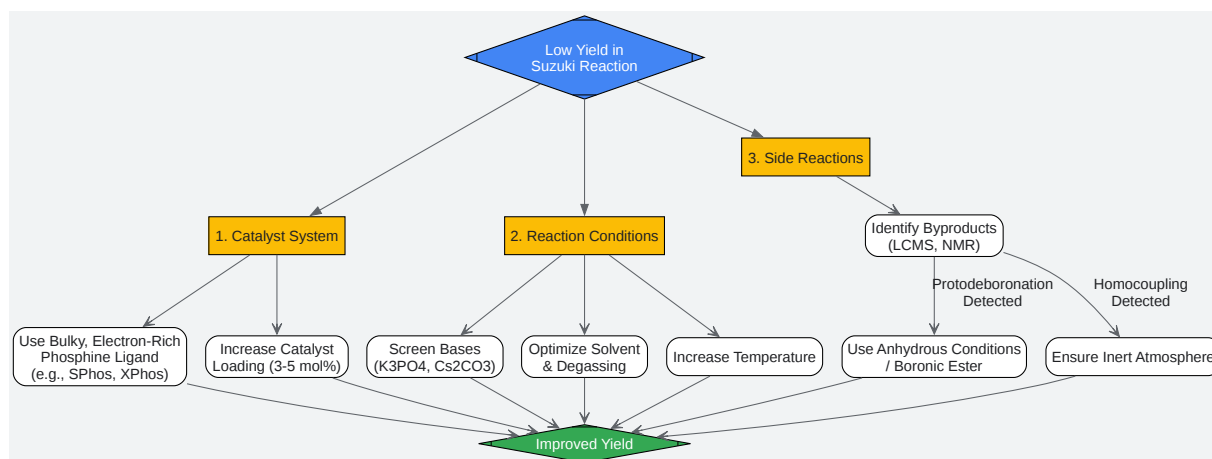 Low Yield in
Suzuki Reaction
3. Side Reactions
1. Catalyst System
2. Reaction Conditions
Identify Byproducts
(LCMS, NMR)
Protodeboronation
Detected
Homocoupling
Detected
Use Bulky, Electron-Rich
Phosphine Ligand
(e.g., SPhos, XPhos)
Increase Catalyst
Loading (3-5 mol%)
Screen Bases
(K3PO4, Cs2CO3)
Optimize Solvent
& Degassing
Increase Temperature
Use Anhydrous Conditions
/ Boronic Ester
Ensure Inert Atmosphere
Improved Yield